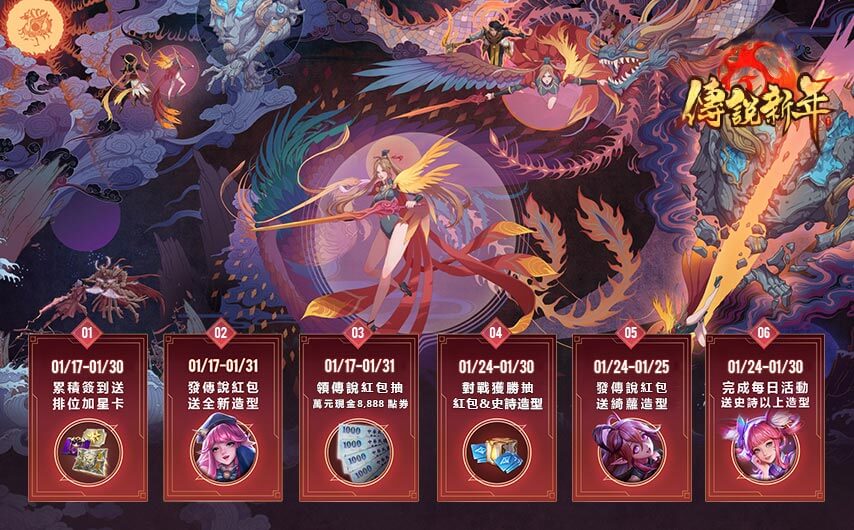 傳說新年
01
01/17-01/30
累積簽到送
排位加星卡
02
01/17-01/31
發傳說紅包
送全新造型
03
01/17-01/31
領傳說紅包抽
萬元現金8,888 點券
1000
1000
1000
04
01/24-01/30
對戰獲勝抽
紅包&史詩造型
05
01/24-01/25
發傳說紅包
送綺蘿造型
06
01/24-01/30
完成每日活動
送史詩以上造型